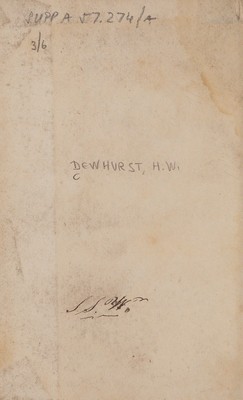 SUPP A 57.274/A
3/6
DEWHURST, H.W.
C